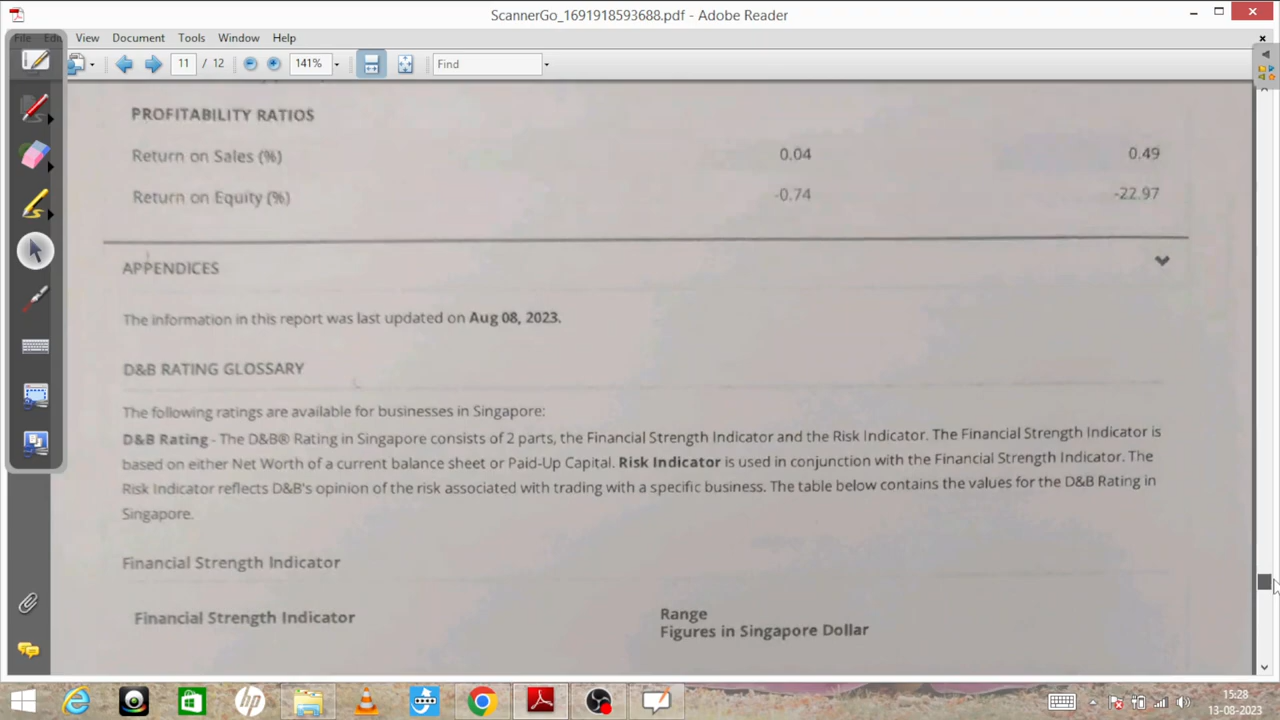 ScannerGo_1691918593688.pdf - Adobe Reader
File Edit View Document Tools Window Help
11 / 12 141% Find
PROFITABILITY RATIOS
Return on Sales (%) 0.04 0.49
Return on Equity (%) -0.74 -22.97
APPENDICES
The information in this report was last updated on Aug 08, 2023.
D&B RATING GLOSSARY
The following ratings are available for businesses in Singapore:
D&B Rating - The D&B® Rating in Singapore consists of 2 parts, the Financial Strength Indicator and the Risk Indicator. The Financial Strength Indicator is
based on either Net Worth of a current balance sheet or Paid-Up Capital. Risk Indicator is used in conjunction with the Financial Strength Indicator. The
Risk Indicator reflects D&B's opinion of the risk associated with trading with a specific business. The table below contains the values for the D&B Rating in
Singapore.
Financial Strength Indicator
Financial Strength Indicator Range
Figures in Singapore Dollar
hp
15:28
13-08-2023